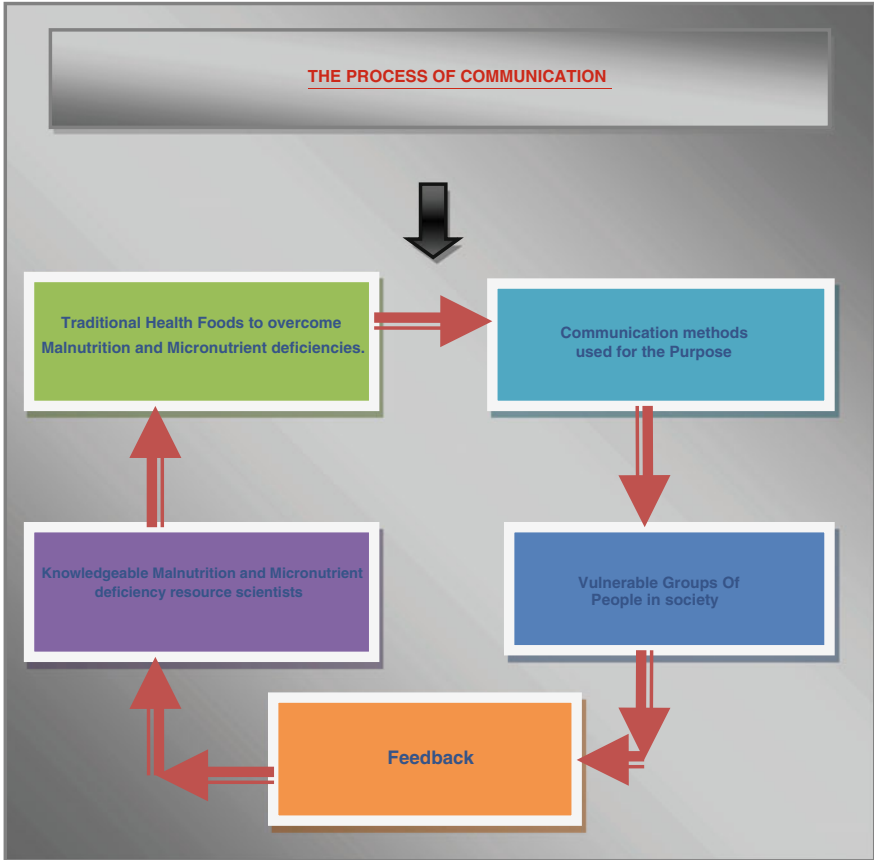 THE PROCESS OF COMMUNICATION
Traditional Health Foods to overcome
Malnutrition and Micronutrient deficiencies.
Communication methods
used for the Purpose
Knowledgeable Malnutrition and Micronutrient
deficiency resource scientists
Vulnerable Groups Of
People in society
Feedback